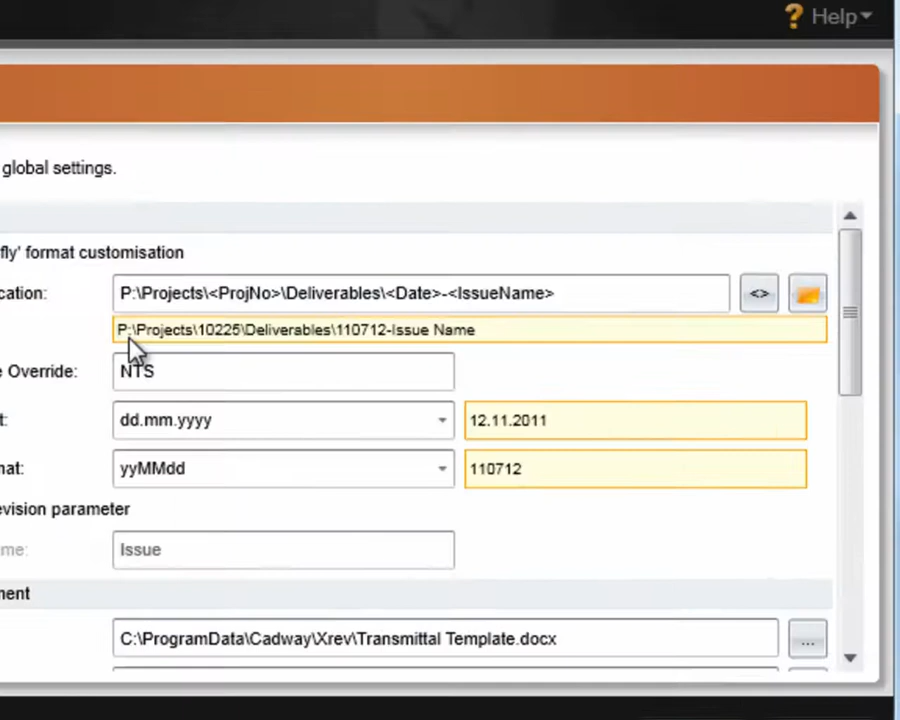 ? Help
global settings.
fly' format customisation
cation: P:\Projects\<ProjNo>\Deliverables\<Date>-<IssueName> <>
P:\Projects\10225\Deliverables\110712-Issue Name
e Override: NTS
t: dd.mm.yyyy 12.11.2011
nat: yyMMdd 110712
evision parameter
me: Issue
nent
C:\ProgramData\Cadway\Xrev\Transmittal Template.docx ...